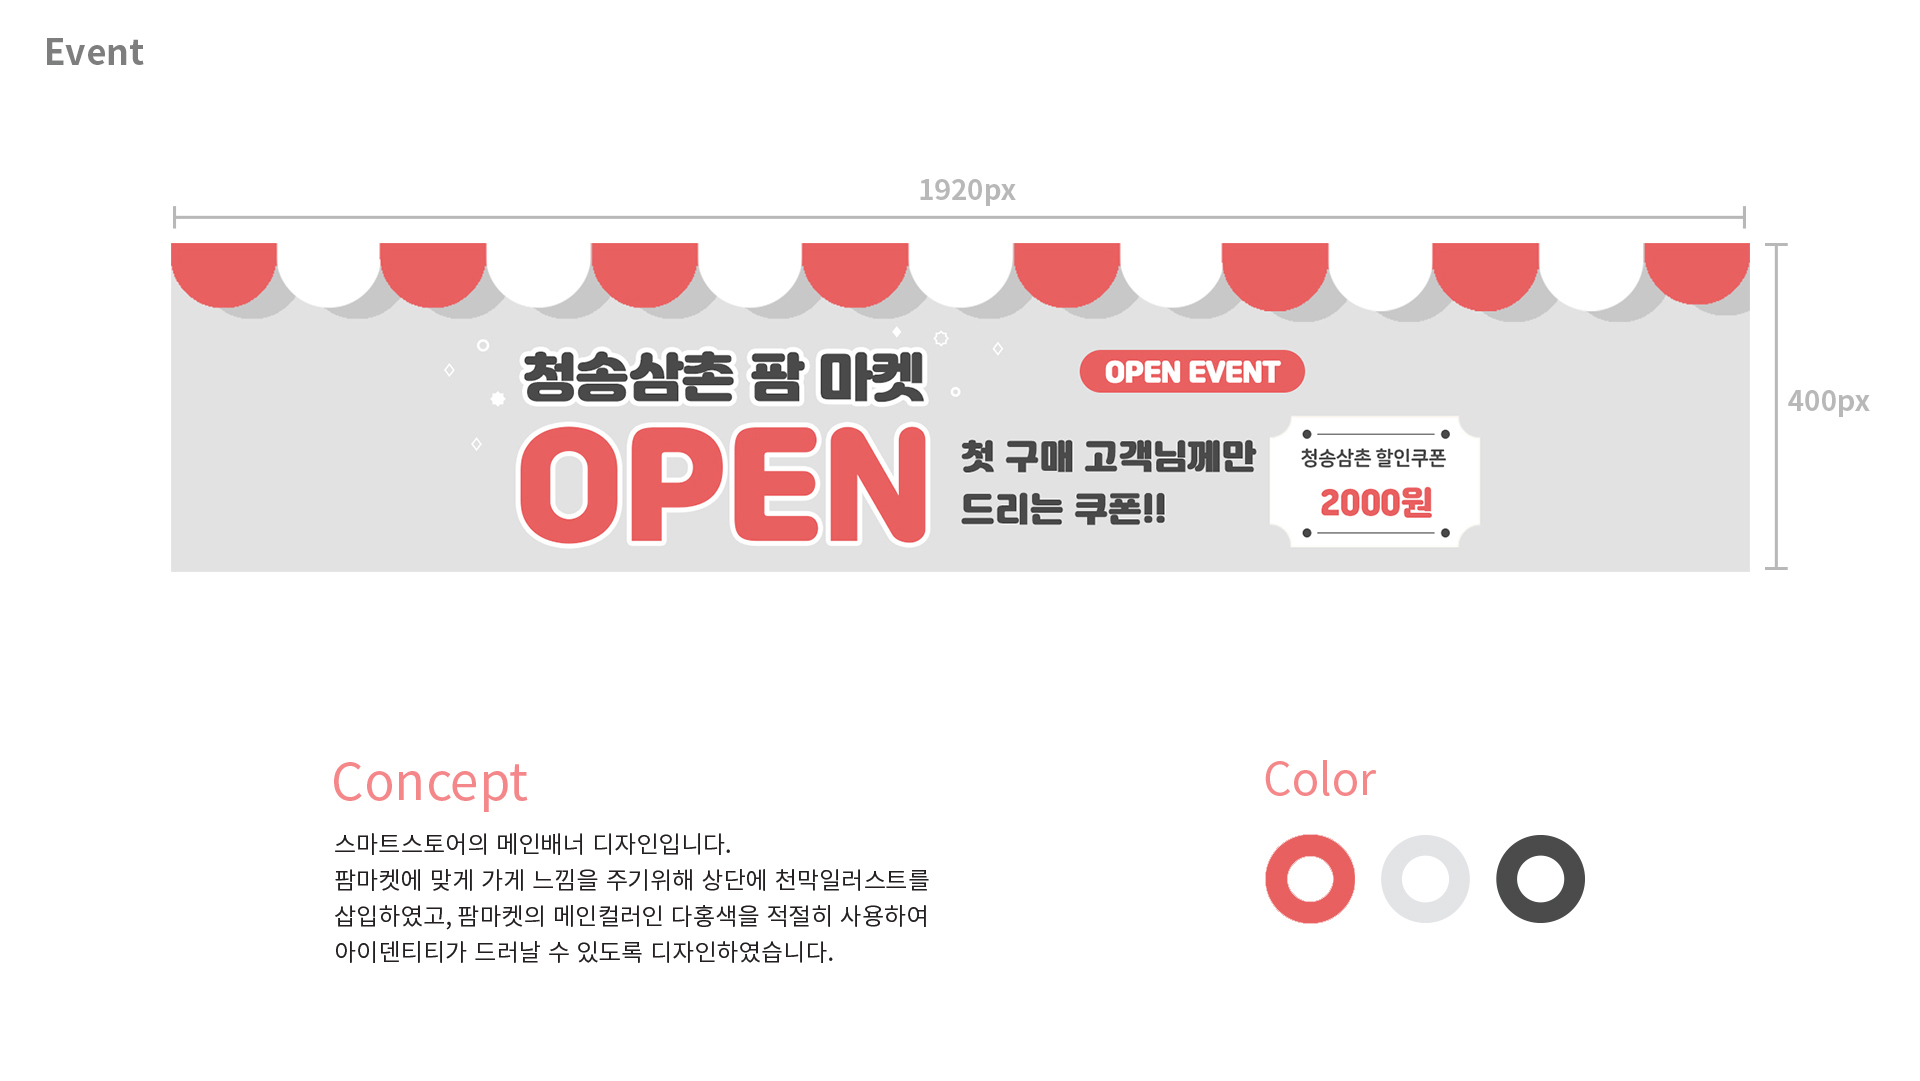 Event
1920px
400px
청송삼촌 팜 마켓
OPEN
OPEN EVENT
첫 구매 고객님께만
드리는 쿠폰!!
청송삼촌 할인쿠폰
2000원
Concept
스마트스토어의 메인배너 디자인입니다.
팜마켓에 맞게 가게 느낌을 주기위해 상단에 천막일러스트를
삽입하였고, 팜마켓의 메인컬러인 다홍색을 적절히 사용하여
아이덴티티가 드러날 수 있도록 디자인하였습니다.
Color